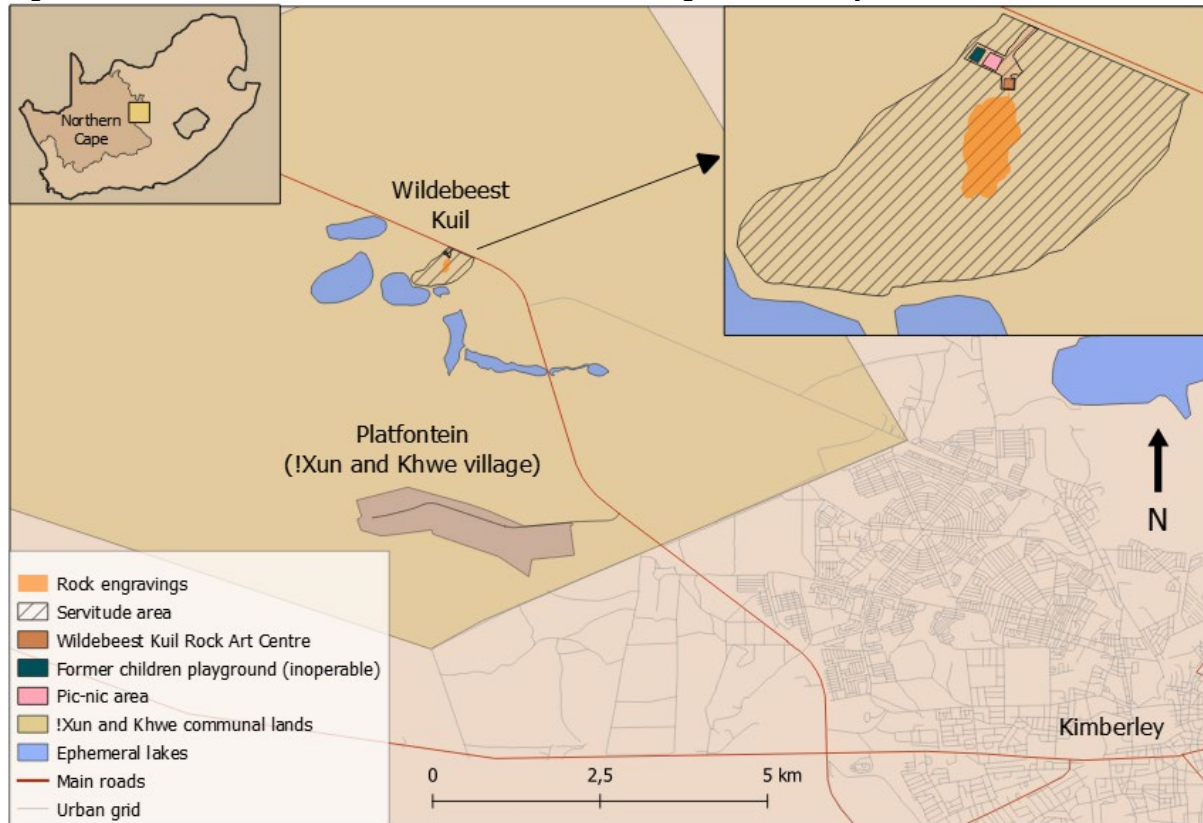 Northern
Cape
Wildebeest
Kuil
Platfontein
(!Xun and Khwe village)
N
Kimberley
Rock engravings
Servitude area
Wildebeest Kuil Rock Art Centre
Former children playground (inoperable)
Pic-nic area
!Xun and Khwe communal lands
Ephemeral lakes
Main roads
Urban grid
0
2,5
5 km